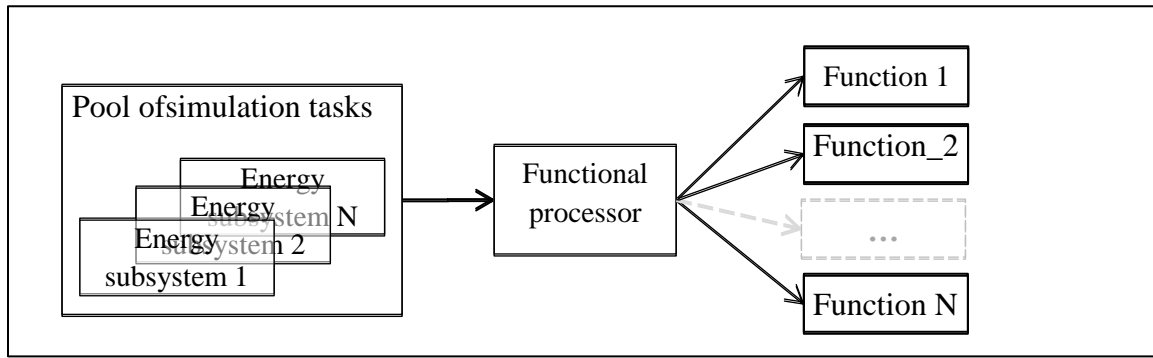 Pool ofsimulation tasks
Energy
subsystem N
Energy
subsystem 2
Energy
subsystem 1
Functional
processor
Function 1
Function_2
...
Function N